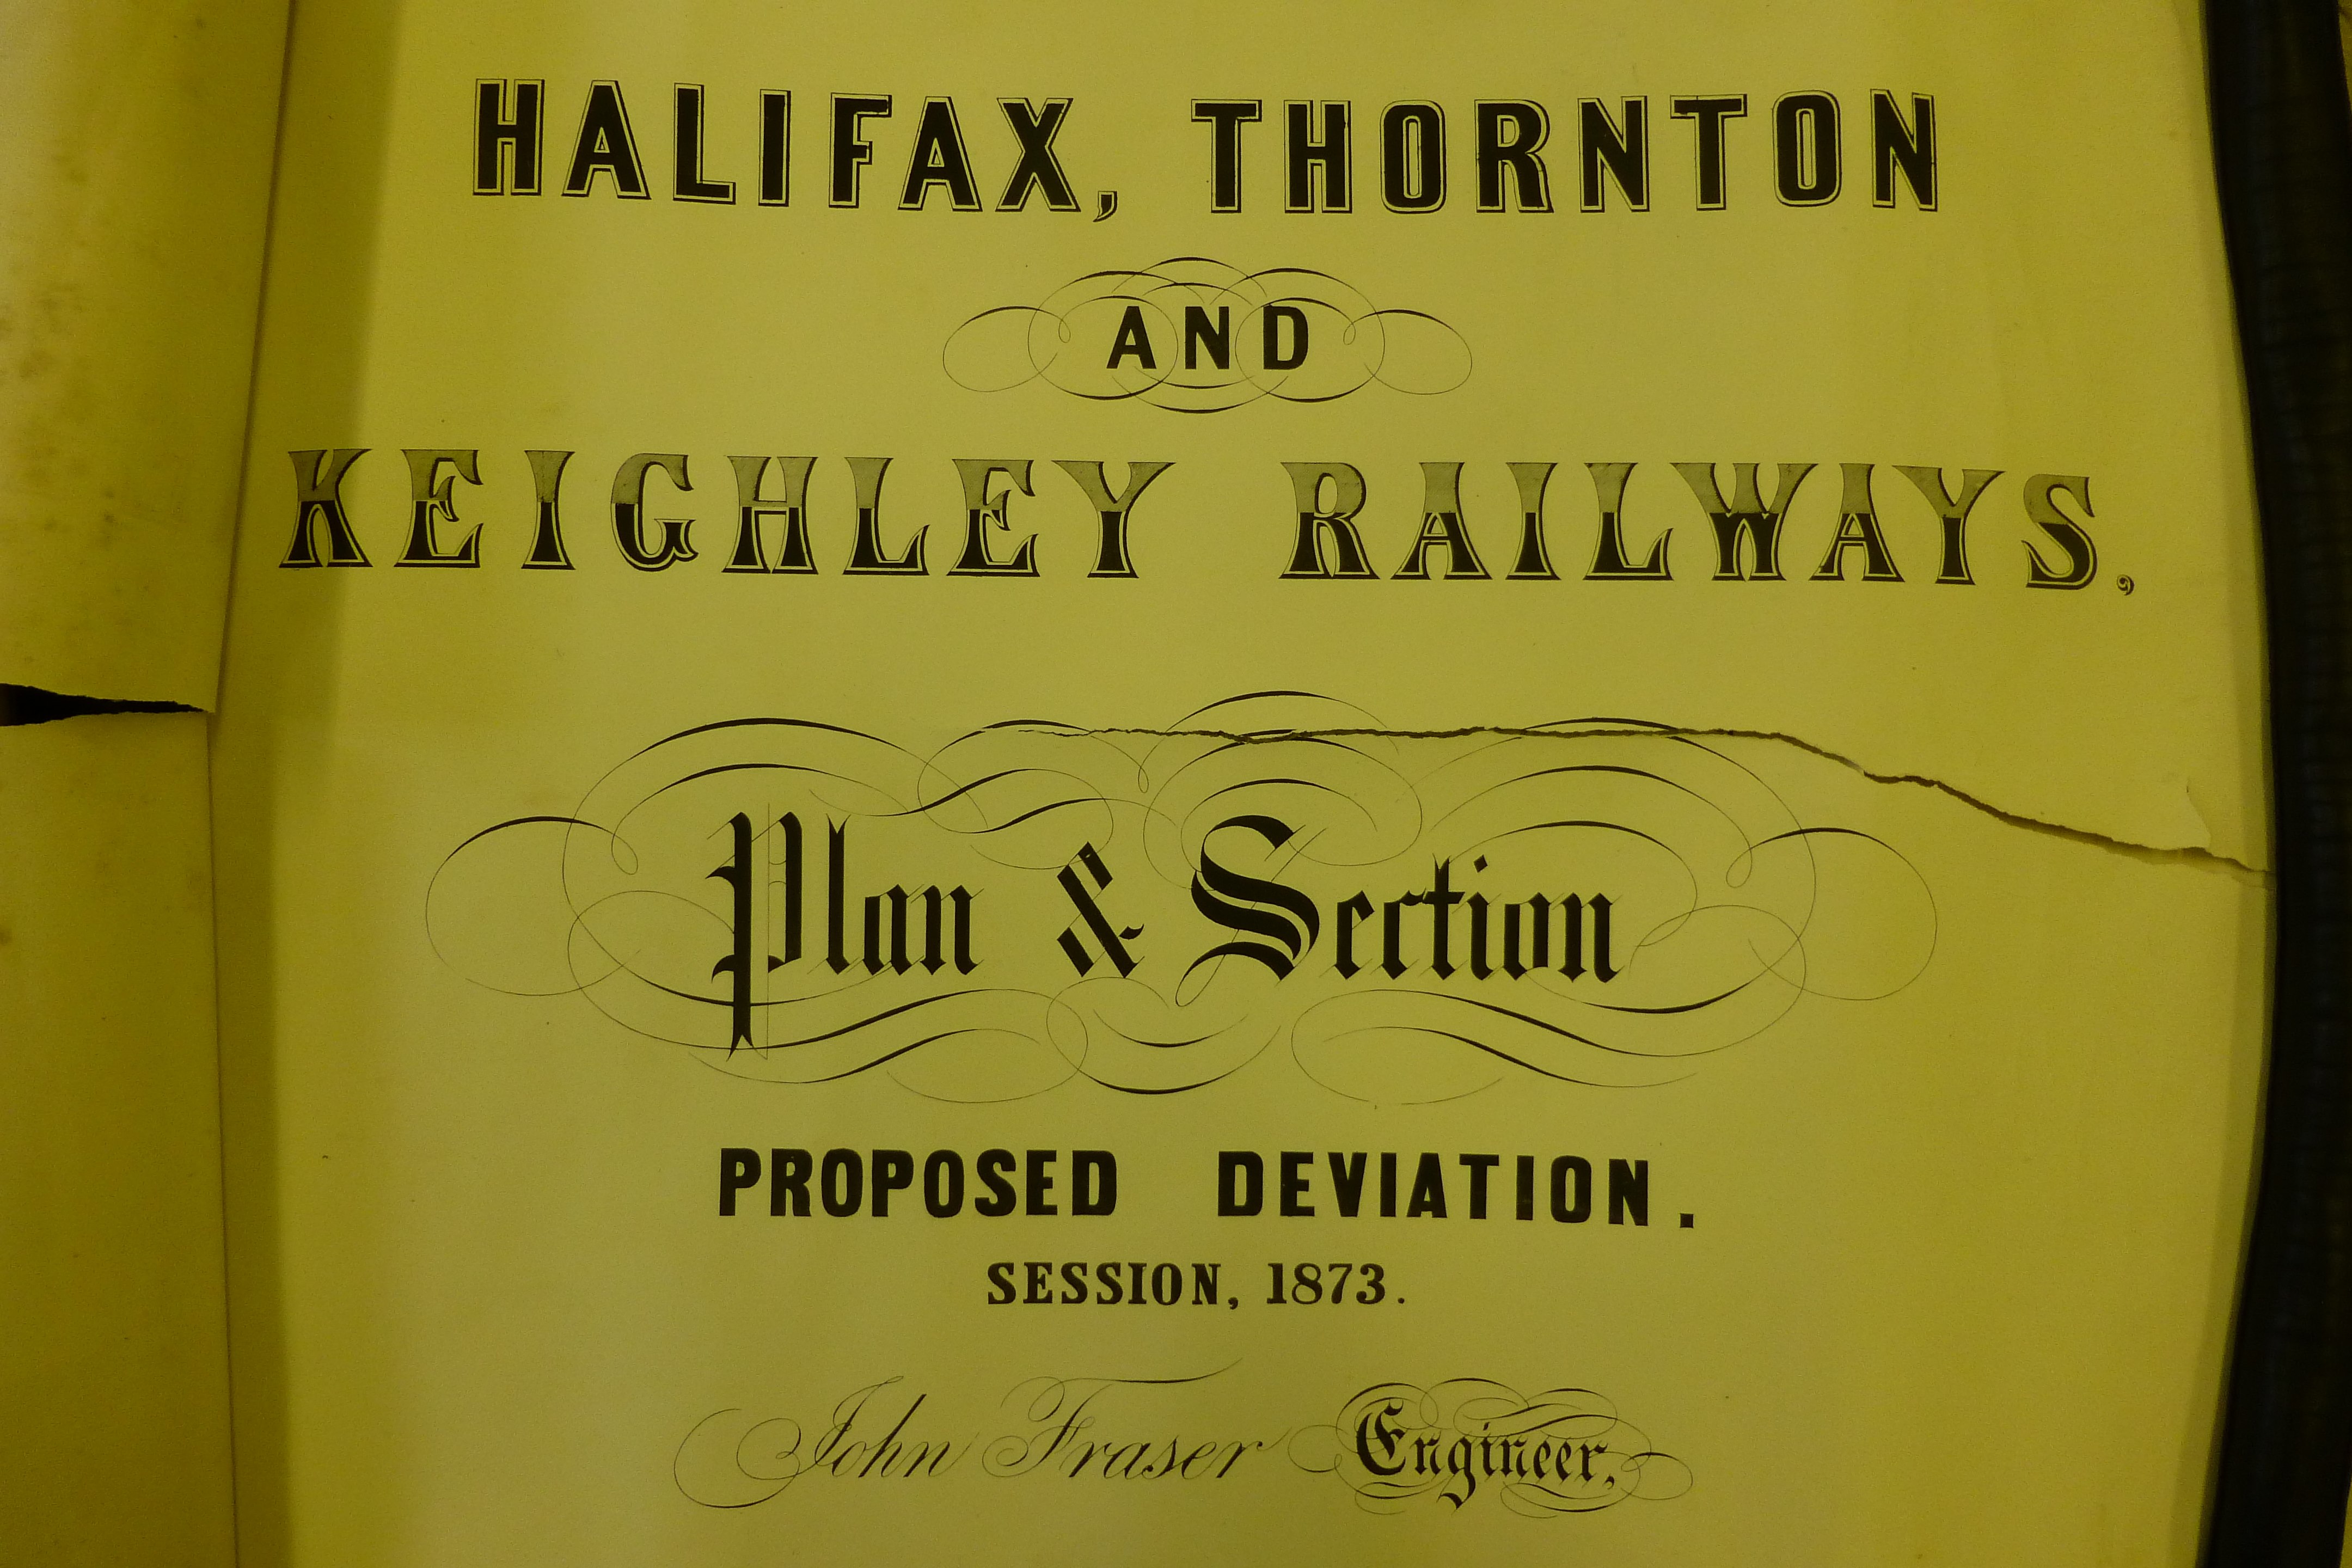 HALIFAX, THORNTON
AND
KEIGHLEY RAILWAYS,
Plan & Section
PROPOSED DEVIATION.
SESSION, 1873.
John Fraser Engineer,